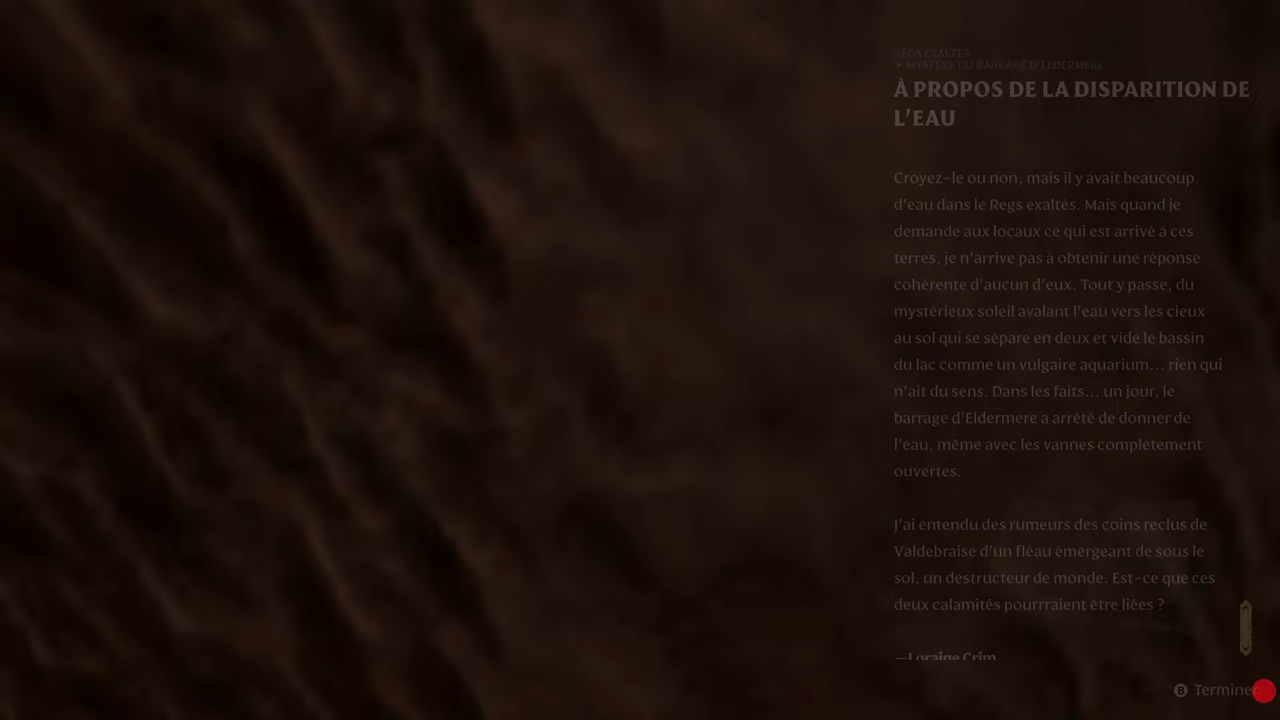 REGS EXALTÉS
▸ MYSTÈRE DU BARRAGE D'ELDERMERE
À PROPOS DE LA DISPARITION DE
L'EAU
Croyez-le ou non, mais il y avait beaucoup
d'eau dans le Regs exaltés. Mais quand je
demande aux locaux ce qui est arrivé à ces
terres, je n'arrive pas à obtenir une réponse
cohérente d'aucun d'eux. Tout y passe, du
mystérieux soleil avalant l'eau vers les cieux
au sol qui se sépare en deux et vide le bassin
du lac comme un vulgaire aquarium... rien qui
n'ait du sens. Dans les faits... un jour, le
barrage d'Eldermere a arrêté de donner de
l'eau, même avec les vannes complètement
ouvertes.
J'ai entendu des rumeurs des coins reclus de
Valdebraise d'un fléau émergeant de sous le
sol, un destructeur de monde. Est-ce que ces
deux calamités pourrraient être liées ?
—Loraine Crim
B Terminer